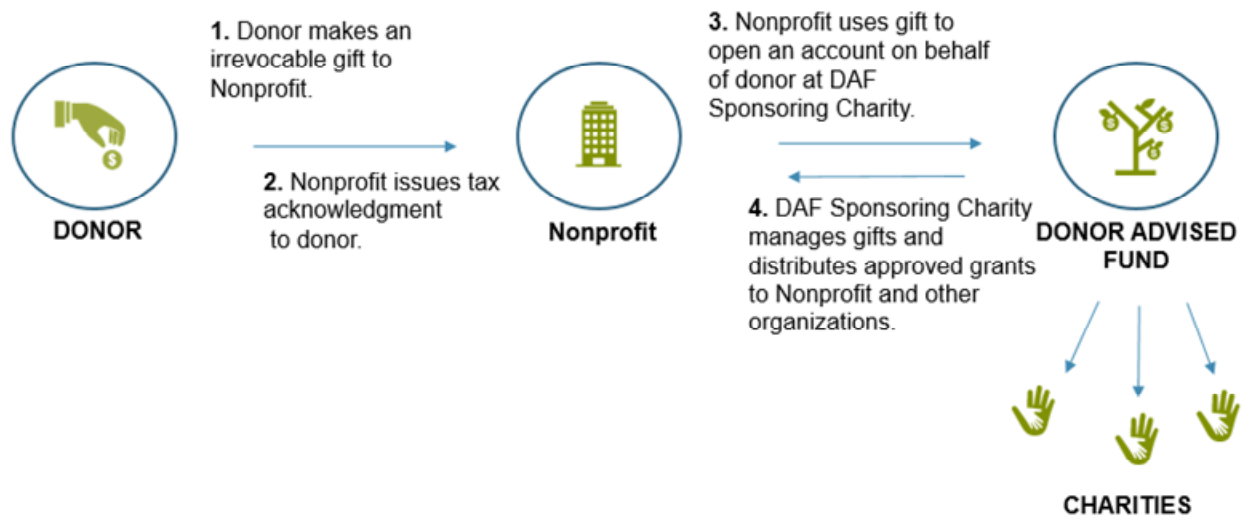 1. Donor makes an
irrevocable gift to
Nonprofit.
2. Nonprofit issues tax
acknowledgment
to donor.
DONOR
Nonprofit
3. Nonprofit uses gift to
open an account on behalf
of donor at DAF
Sponsoring Charity.
4. DAF Sponsoring Charity
manages gifts and
distributes approved grants
to Nonprofit and other
organizations.
DONOR ADVISED
FUND
CHARITIES